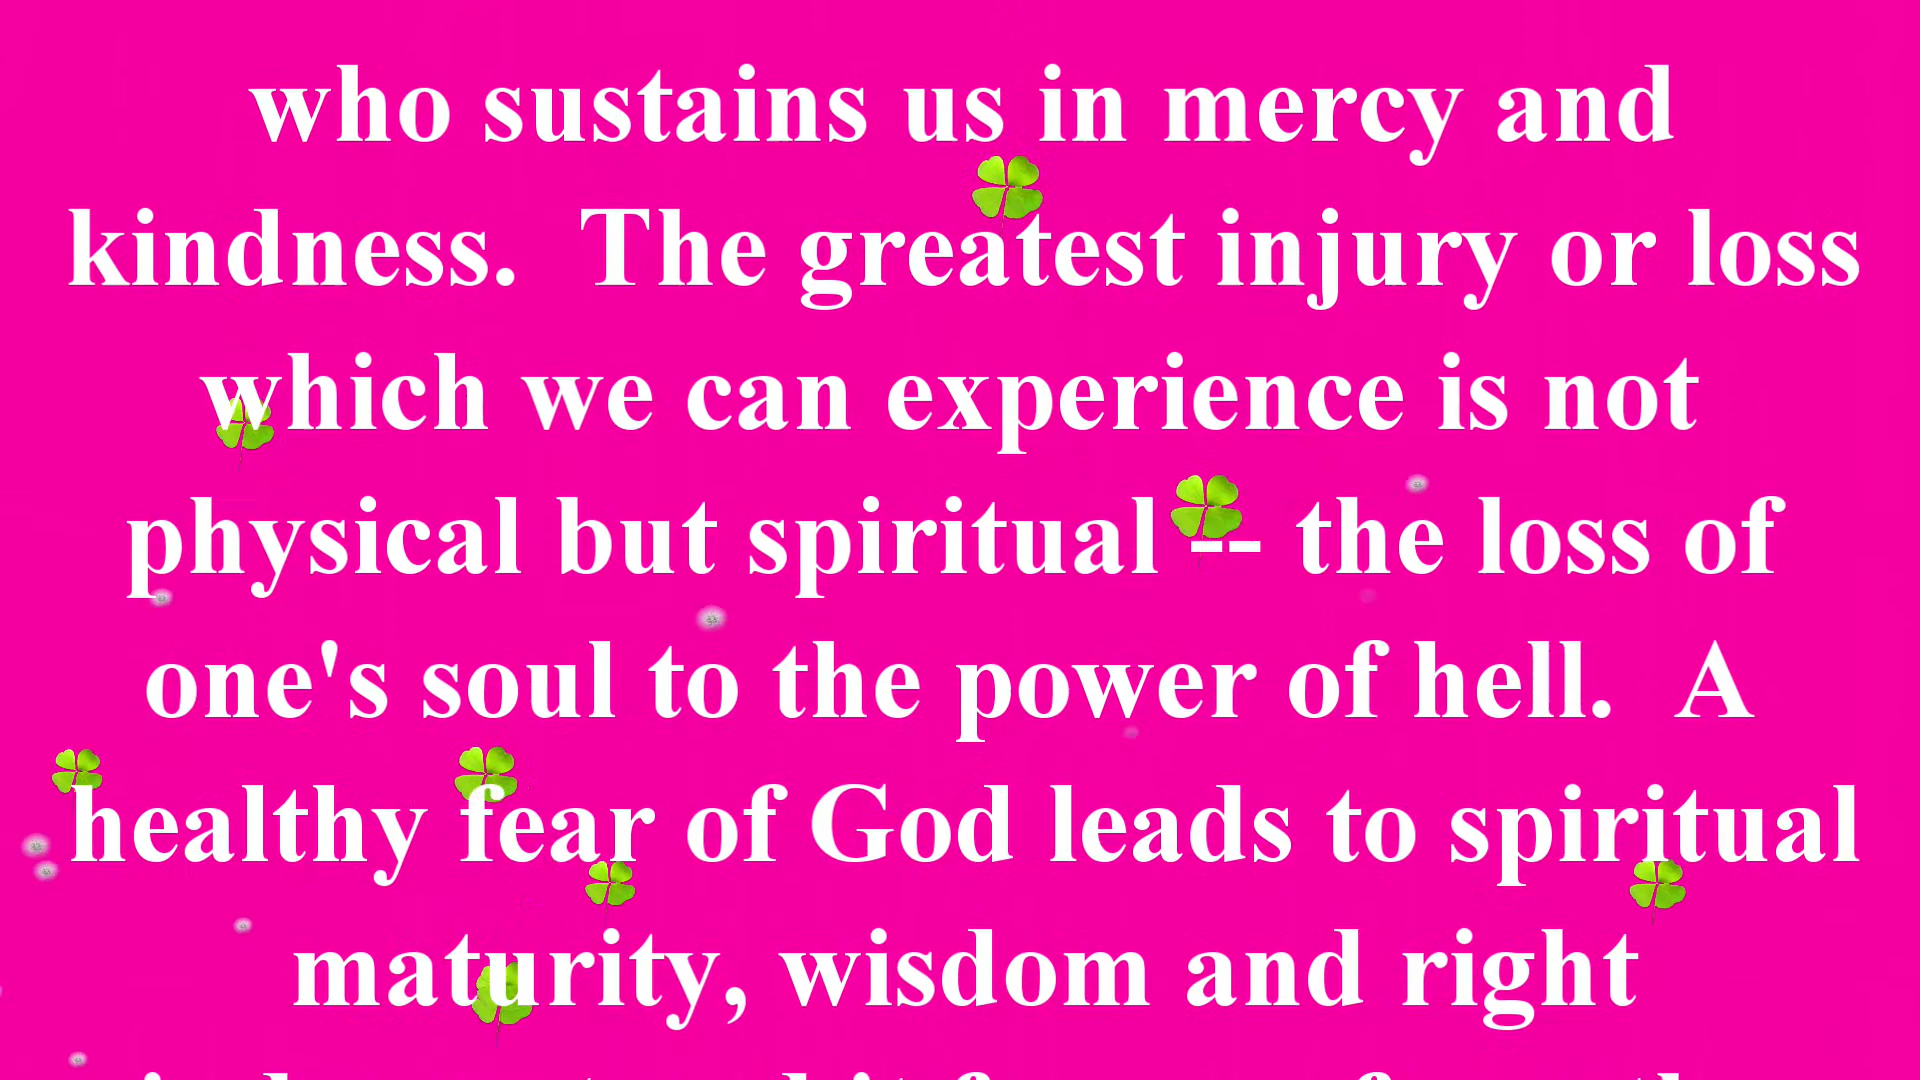 who sustains us in mercy and
kindness.  The greatest injury or loss
which we can experience is not
physical but spiritual -- the loss of
one's soul to the power of hell.  A
healthy fear of God leads to spiritual
maturity, wisdom and right